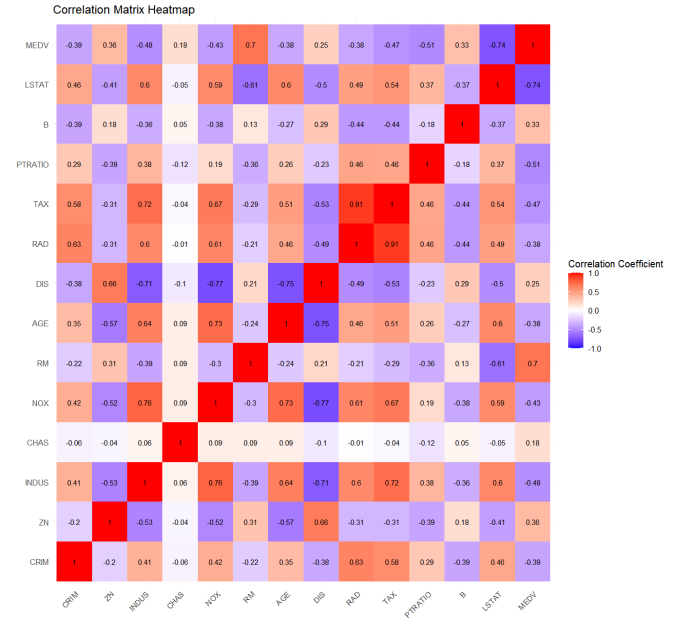 Correlation Matrix Heatmap
MEDV -0.39 0.36 -0.48 0.18 -0.43 0.7 -0.38 0.25 -0.38 -0.47 -0.51 0.33 -0.74 1
LSTAT 0.46 -0.41 0.6 -0.05 0.59 -0.61 0.6 -0.5 0.49 0.54 0.37 -0.37 1 -0.74
B -0.39 0.18 -0.36 0.05 -0.38 0.13 -0.27 0.29 -0.44 -0.44 -0.18 1 -0.37 0.33
PTRATIO 0.29 -0.39 0.38 -0.12 0.19 -0.36 0.26 -0.23 0.46 0.46 1 -0.18 0.37 -0.51
TAX 0.58 -0.31 0.72 -0.04 0.67 -0.29 0.51 -0.53 0.91 1 0.46 -0.44 0.54 -0.47
RAD 0.63 -0.31 0.6 -0.01 0.61 -0.21 0.46 -0.49 1 0.91 0.46 -0.44 0.49 -0.38
DIS -0.38 0.66 -0.71 -0.1 -0.77 0.21 -0.75 1 -0.49 -0.53 -0.23 0.29 -0.5 0.25
AGE 0.35 -0.57 0.64 0.09 0.73 -0.24 1 -0.75 0.46 0.51 0.26 -0.27 0.6 -0.38
RM -0.22 0.31 -0.39 0.09 -0.3 1 -0.24 0.21 -0.21 -0.29 -0.36 0.13 -0.61 0.7
NOX 0.42 -0.52 0.76 0.09 1 -0.3 0.73 -0.77 0.61 0.67 0.19 -0.38 0.59 -0.43
CHAS -0.06 -0.04 0.06 1 0.09 0.09 0.09 -0.1 -0.01 -0.04 -0.12 0.05 -0.05 0.18
INDUS 0.41 -0.53 1 0.06 0.76 -0.39 0.64 -0.71 0.6 0.72 0.38 -0.36 0.6 -0.48
ZN -0.2 1 -0.53 -0.04 -0.52 0.31 -0.57 0.66 -0.31 -0.31 -0.39 0.18 -0.41 0.36
CRIM 1 -0.2 0.41 -0.06 0.42 -0.22 0.35 -0.38 0.63 0.58 0.29 -0.39 0.46 -0.39
CRIM ZN INDUS CHAS NOX RM AGE DIS RAD TAX PTRATIO B LSTAT MEDV
Correlation Coefficient
1.0
0.5
0.0
-0.5
-1.0